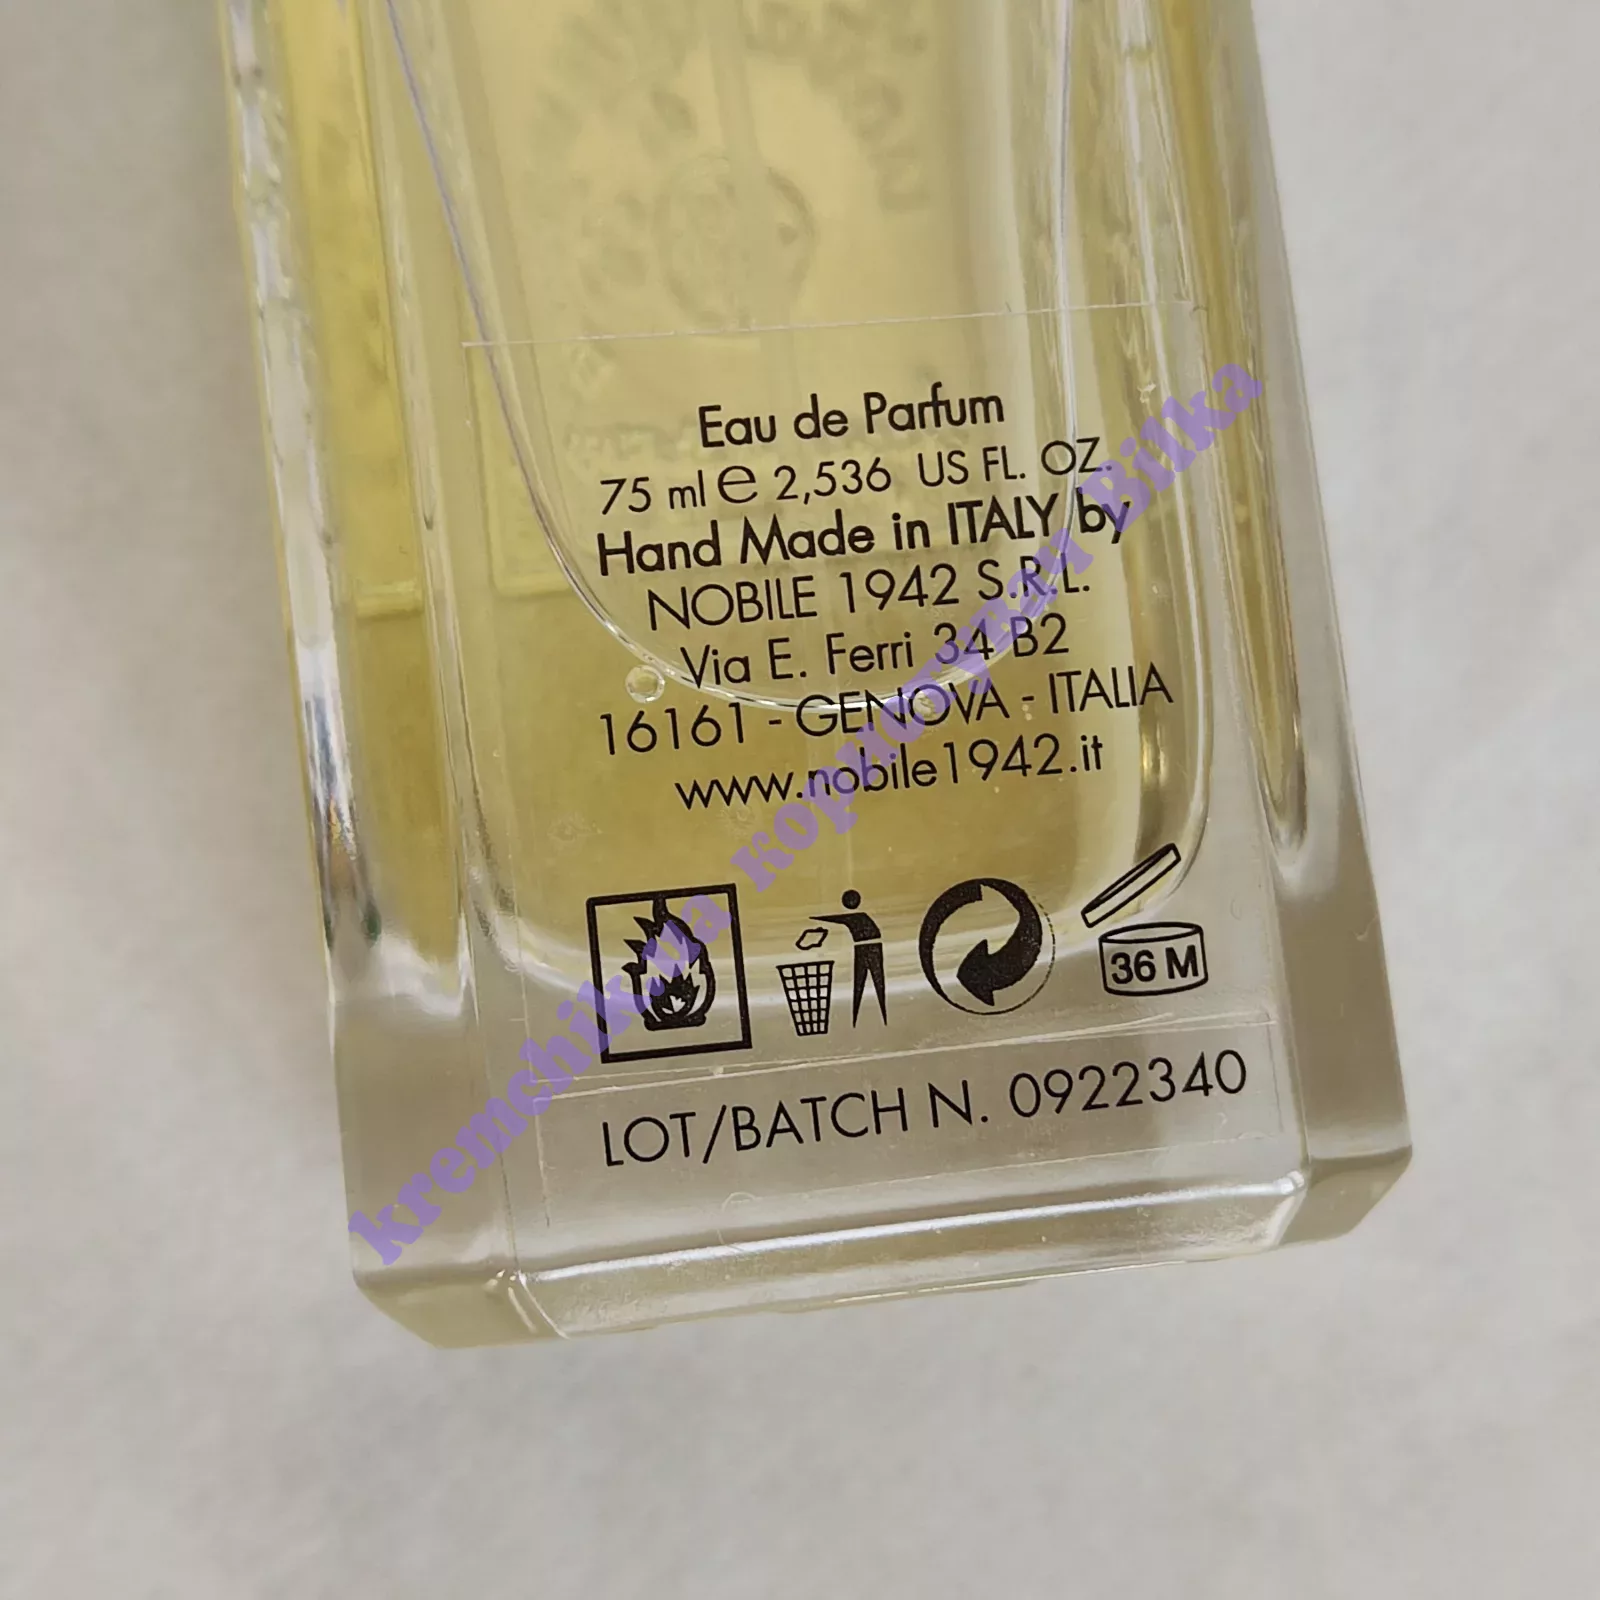 Eau de Parfum
75 ml e 2,536 US FL. OZ.
Hand Made in ITALY by
NOBILE 1942 S.R.L.
Via E. Ferri 34 B2
16161 - GENOVA - ITALIA
www.nobile1942.it
36 M
LOT/BATCH N. 0922340
kremchik.ua користувач Bilka